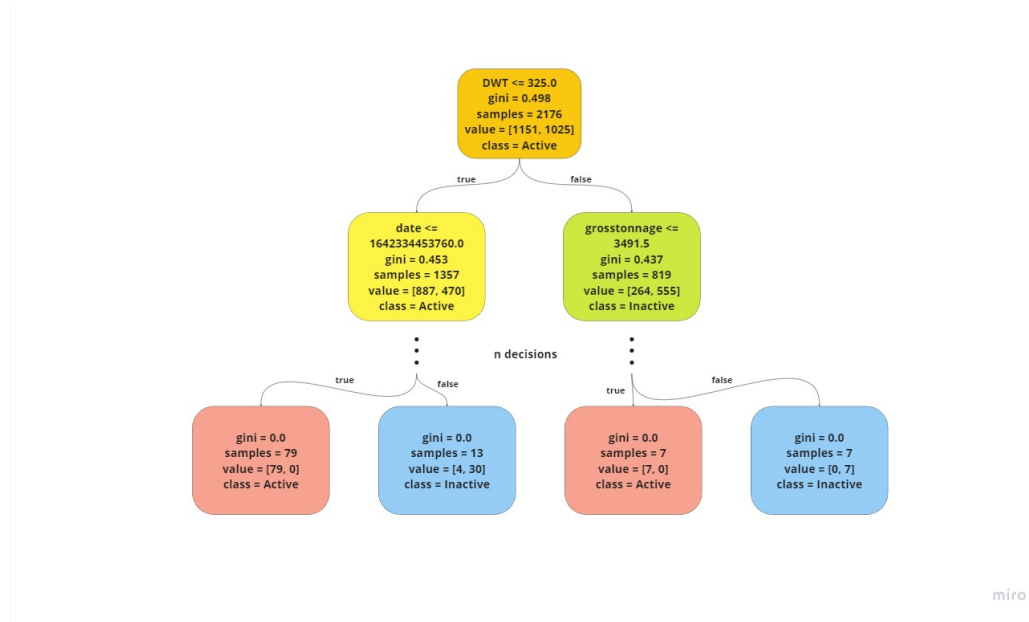 DWT <= 325.0
gini = 0.498
samples = 2176
value = [1151, 1025]
class = Active
true
false
date <=
1642334453760.0
gini = 0.453
samples = 1357
value = [887, 470]
class = Active
grosstonnage <=
3491.5
gini = 0.437
samples = 819
value = [264, 555]
class = Inactive
n decisions
true
false
true
false
gini = 0.0
samples = 79
value = [79, 0]
class = Active
gini = 0.0
samples = 13
value = [4, 30]
class = Inactive
gini = 0.0
samples = 7
value = [7, 0]
class = Active
gini = 0.0
samples = 7
value = [0, 7]
class = Inactive
miro